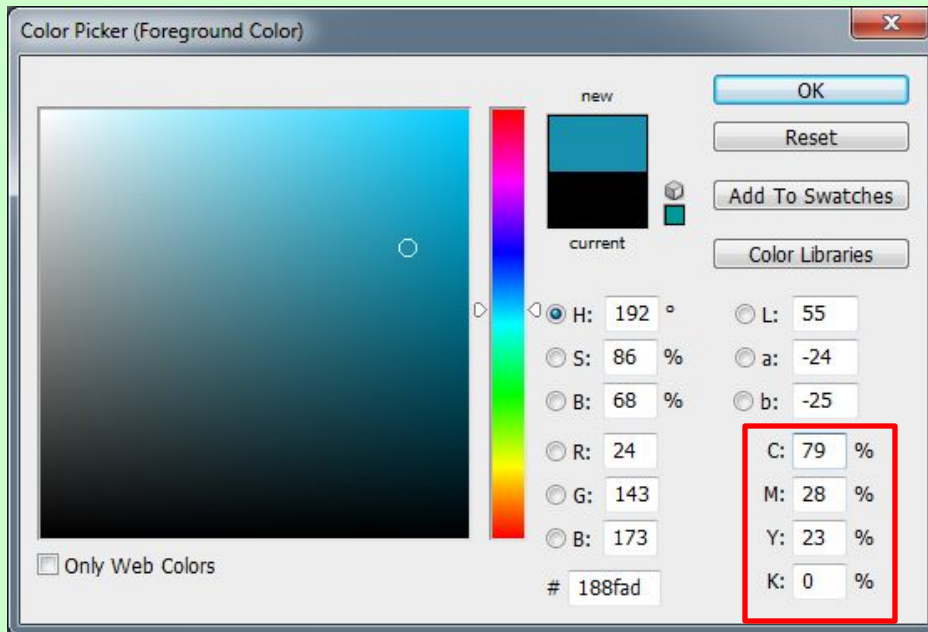 Color Picker (Foreground Color)
new
current
OK
Reset
Add To Swatches
Color Libraries
H: 192 °
S: 86 %
B: 68 %
R: 24
G: 143
B: 173
# 188fad
L: 55
a: -24
b: -25
C: 79 %
M: 28 %
Y: 23 %
K: 0 %
Only Web Colors